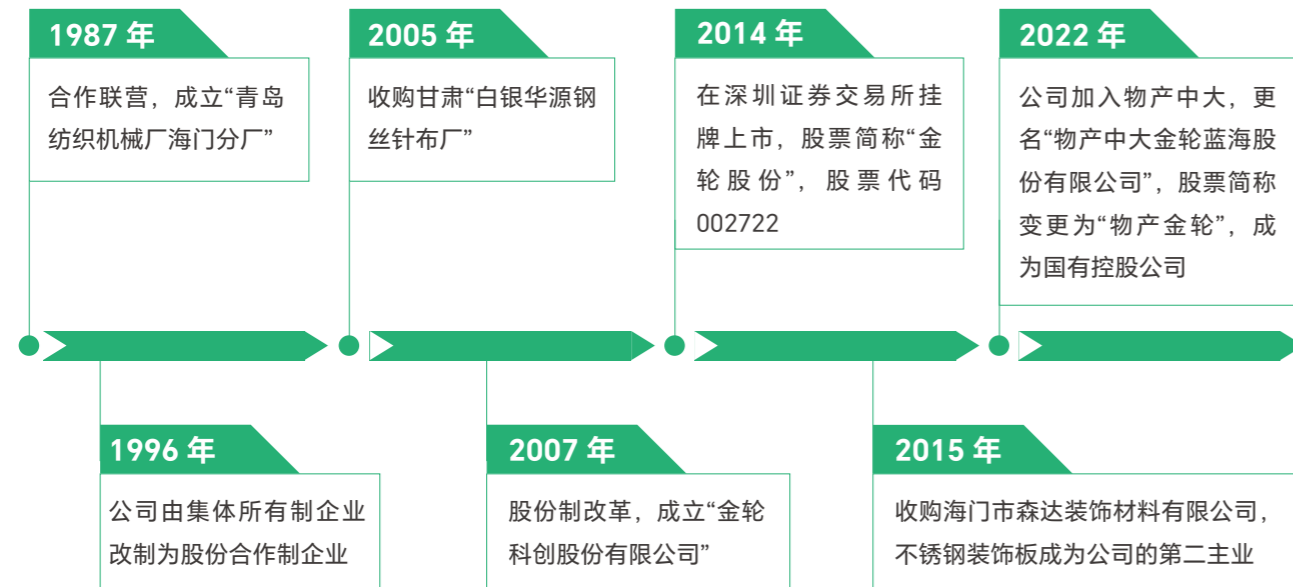 1987 年
合作联营，成立“青岛
纺织机械厂海门分厂”
2005 年
收购甘肃“白银华源钢
丝针布厂”
2014 年
在深圳证券交易所挂
牌上市，股票简称“金
轮股份”，股票代码
002722
2022 年
公司加入物产中大，更
名“物产中大金轮蓝海股
份有限公司”，股票简称
变更为“物产金轮”，成
为国有控股公司
1996 年
公司由集体所有制企业
改制为股份合作制企业
2007 年
股份制改革，成立“金轮
科创股份有限公司”
2015 年
收购海门市森达装饰材料有限公司，
不锈钢装饰板成为公司的第二主业